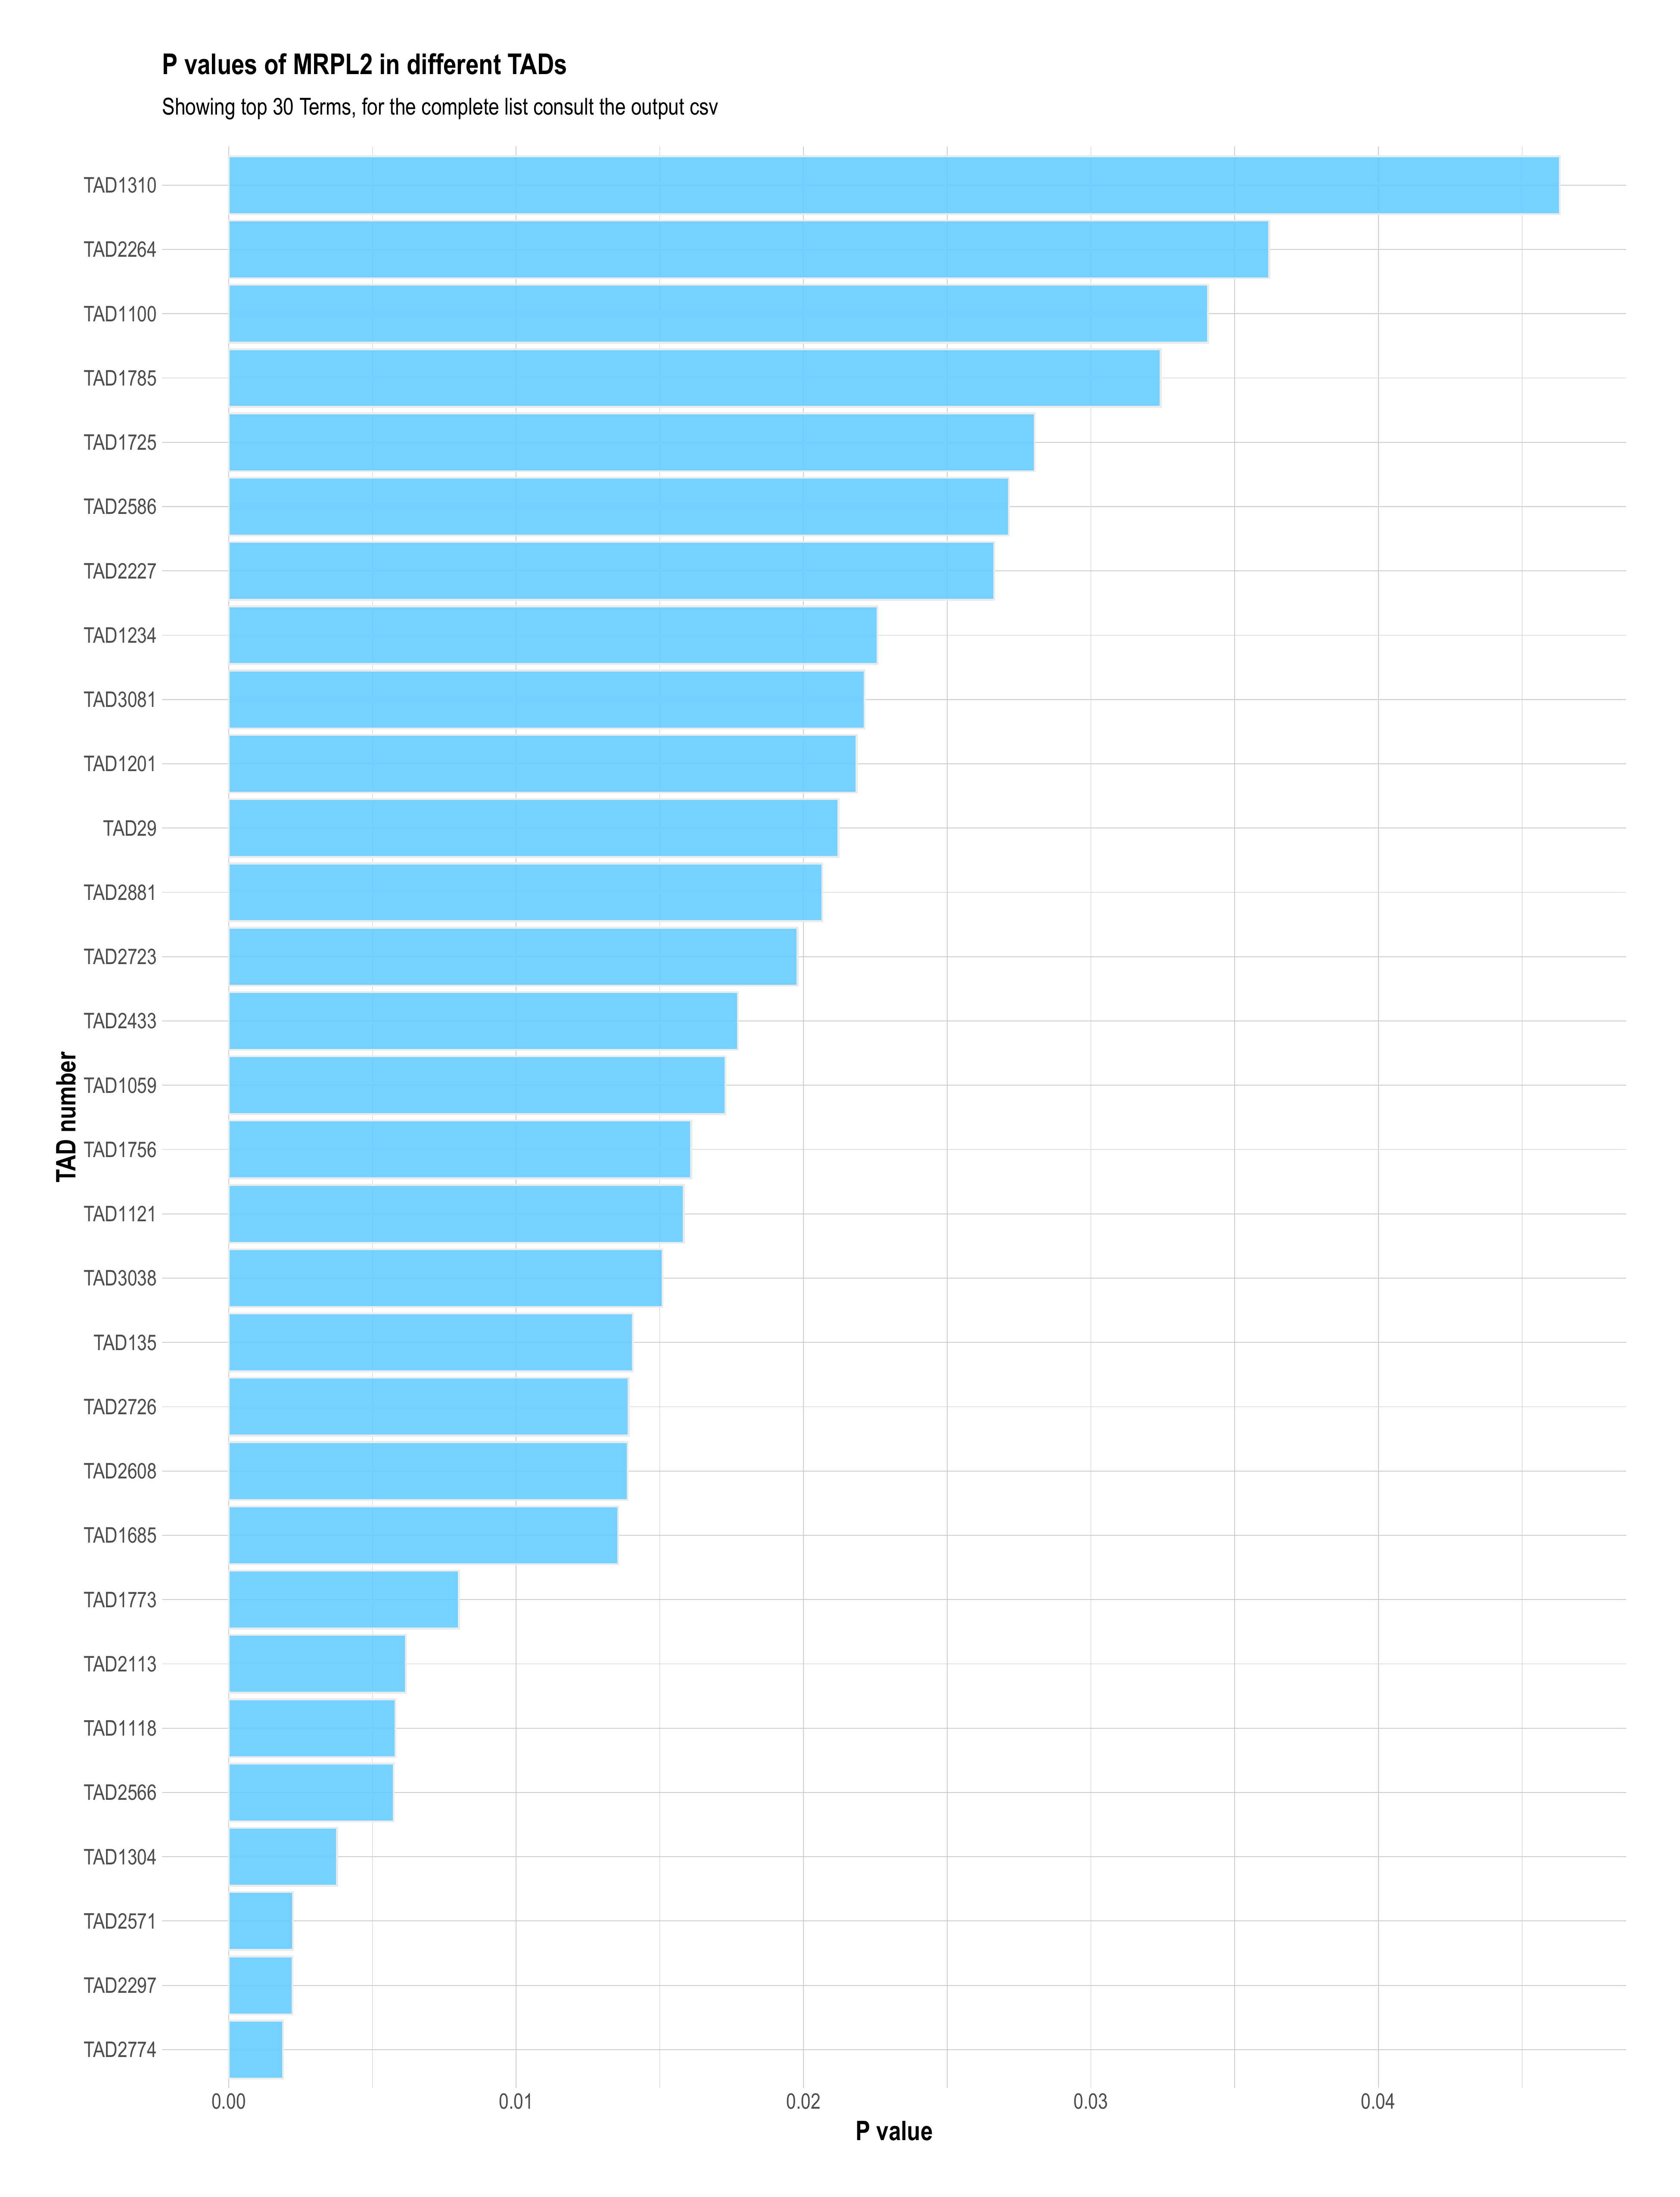 P values of MRPL2 in different TADs
Showing top 30 Terms, for the complete list consult the output csv
TAD number
TAD1310
TAD2264
TAD1100
TAD1785
TAD1725
TAD2586
TAD2227
TAD1234
TAD3081
TAD1201
TAD29
TAD2881
TAD2723
TAD2433
TAD1059
TAD1756
TAD1121
TAD3038
TAD135
TAD2726
TAD2608
TAD1685
TAD1773
TAD2113
TAD1118
TAD2566
TAD1304
TAD2571
TAD2297
TAD2774
0.00 0.01 0.02 0.03 0.04
P value